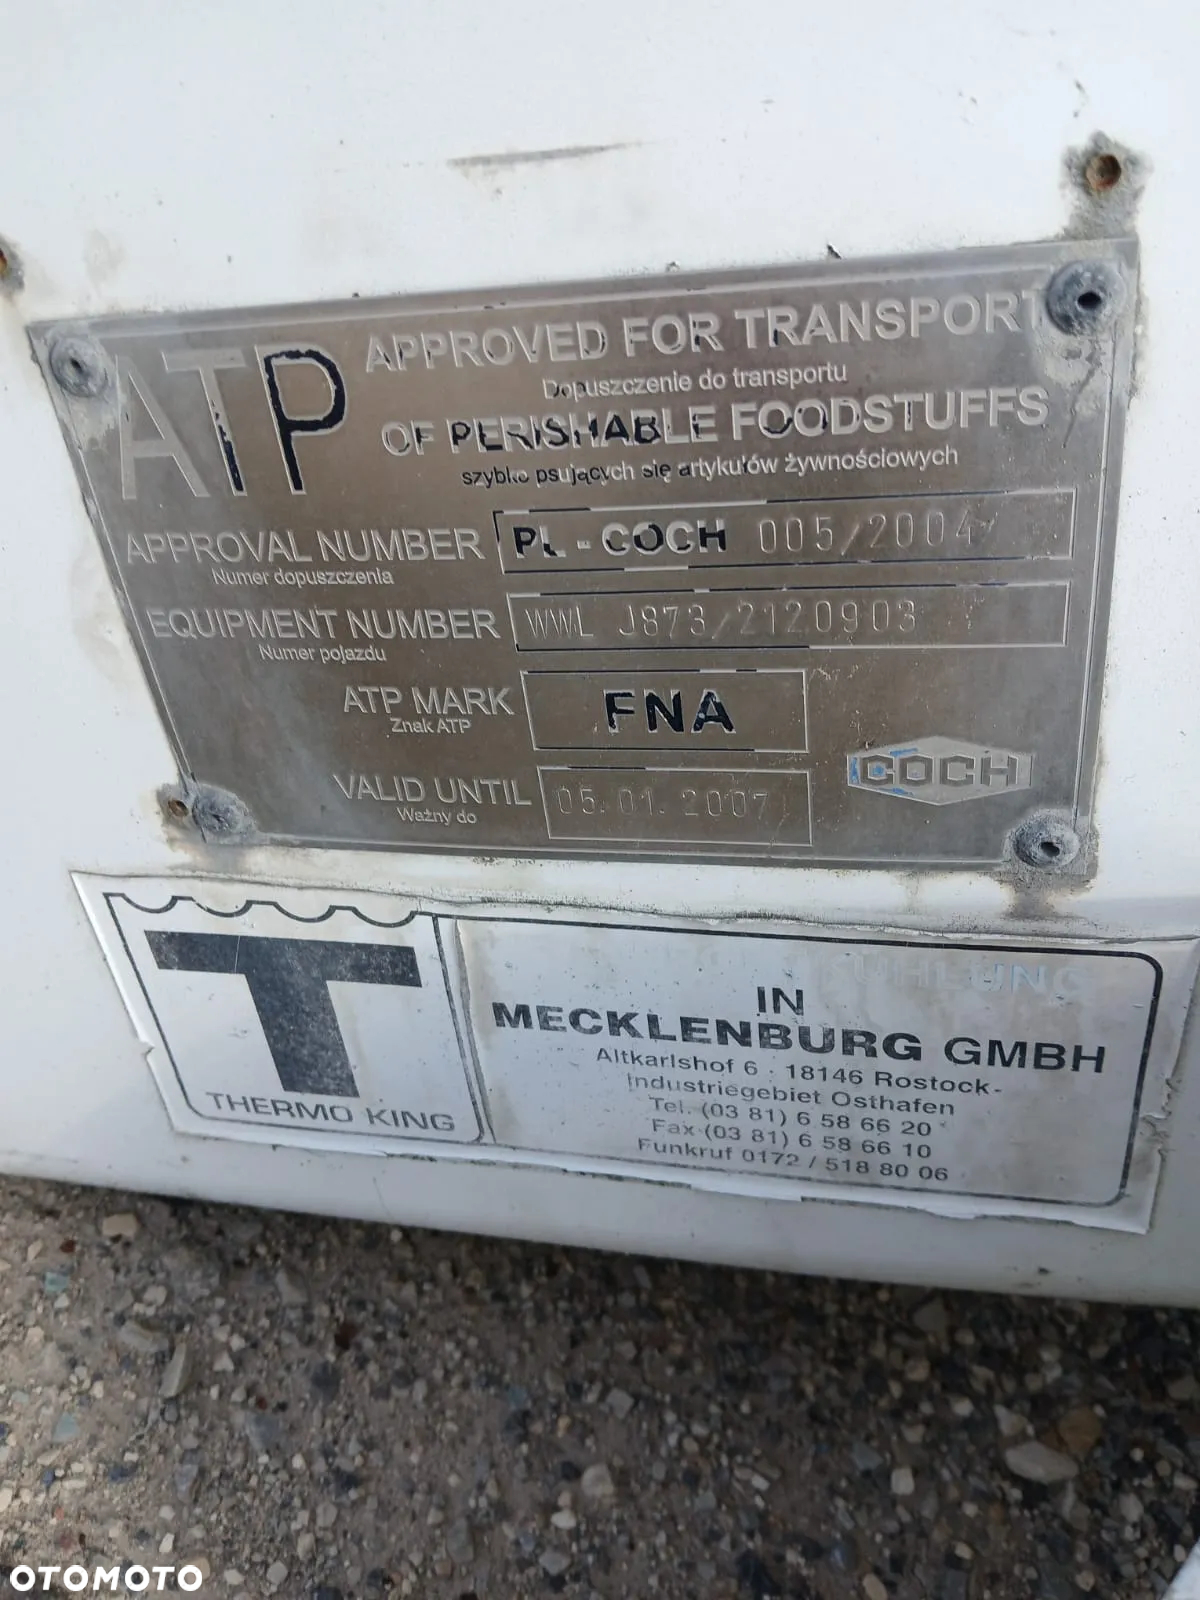 ATP
APPROVED FOR TRANSPORT
Dopuszczenie do transportu
OF PERISHABLE FOODSTUFFS
szybko psujących się artykułów żywnościowych
APPROVAL NUMBER PL - COCH 005/2004
Numer dopuszczenia
EQUIPMENT NUMBER WWL J873/2120903
Numer pojazdu
ATP MARK FNA
Znak ATP
VALID UNTIL 05.01.2007
Ważny do
COCH
T
THERMO KING
KÜHLUNG
IN
MECKLENBURG GMBH
Altkarlshof 6 · 18146 Rostock-
Industriegebiet Osthafen
Tel. (03 81) 6 58 66 20
Fax (03 81) 6 58 66 10
Funkruf 0172 / 518 80 06
OTOMOTO